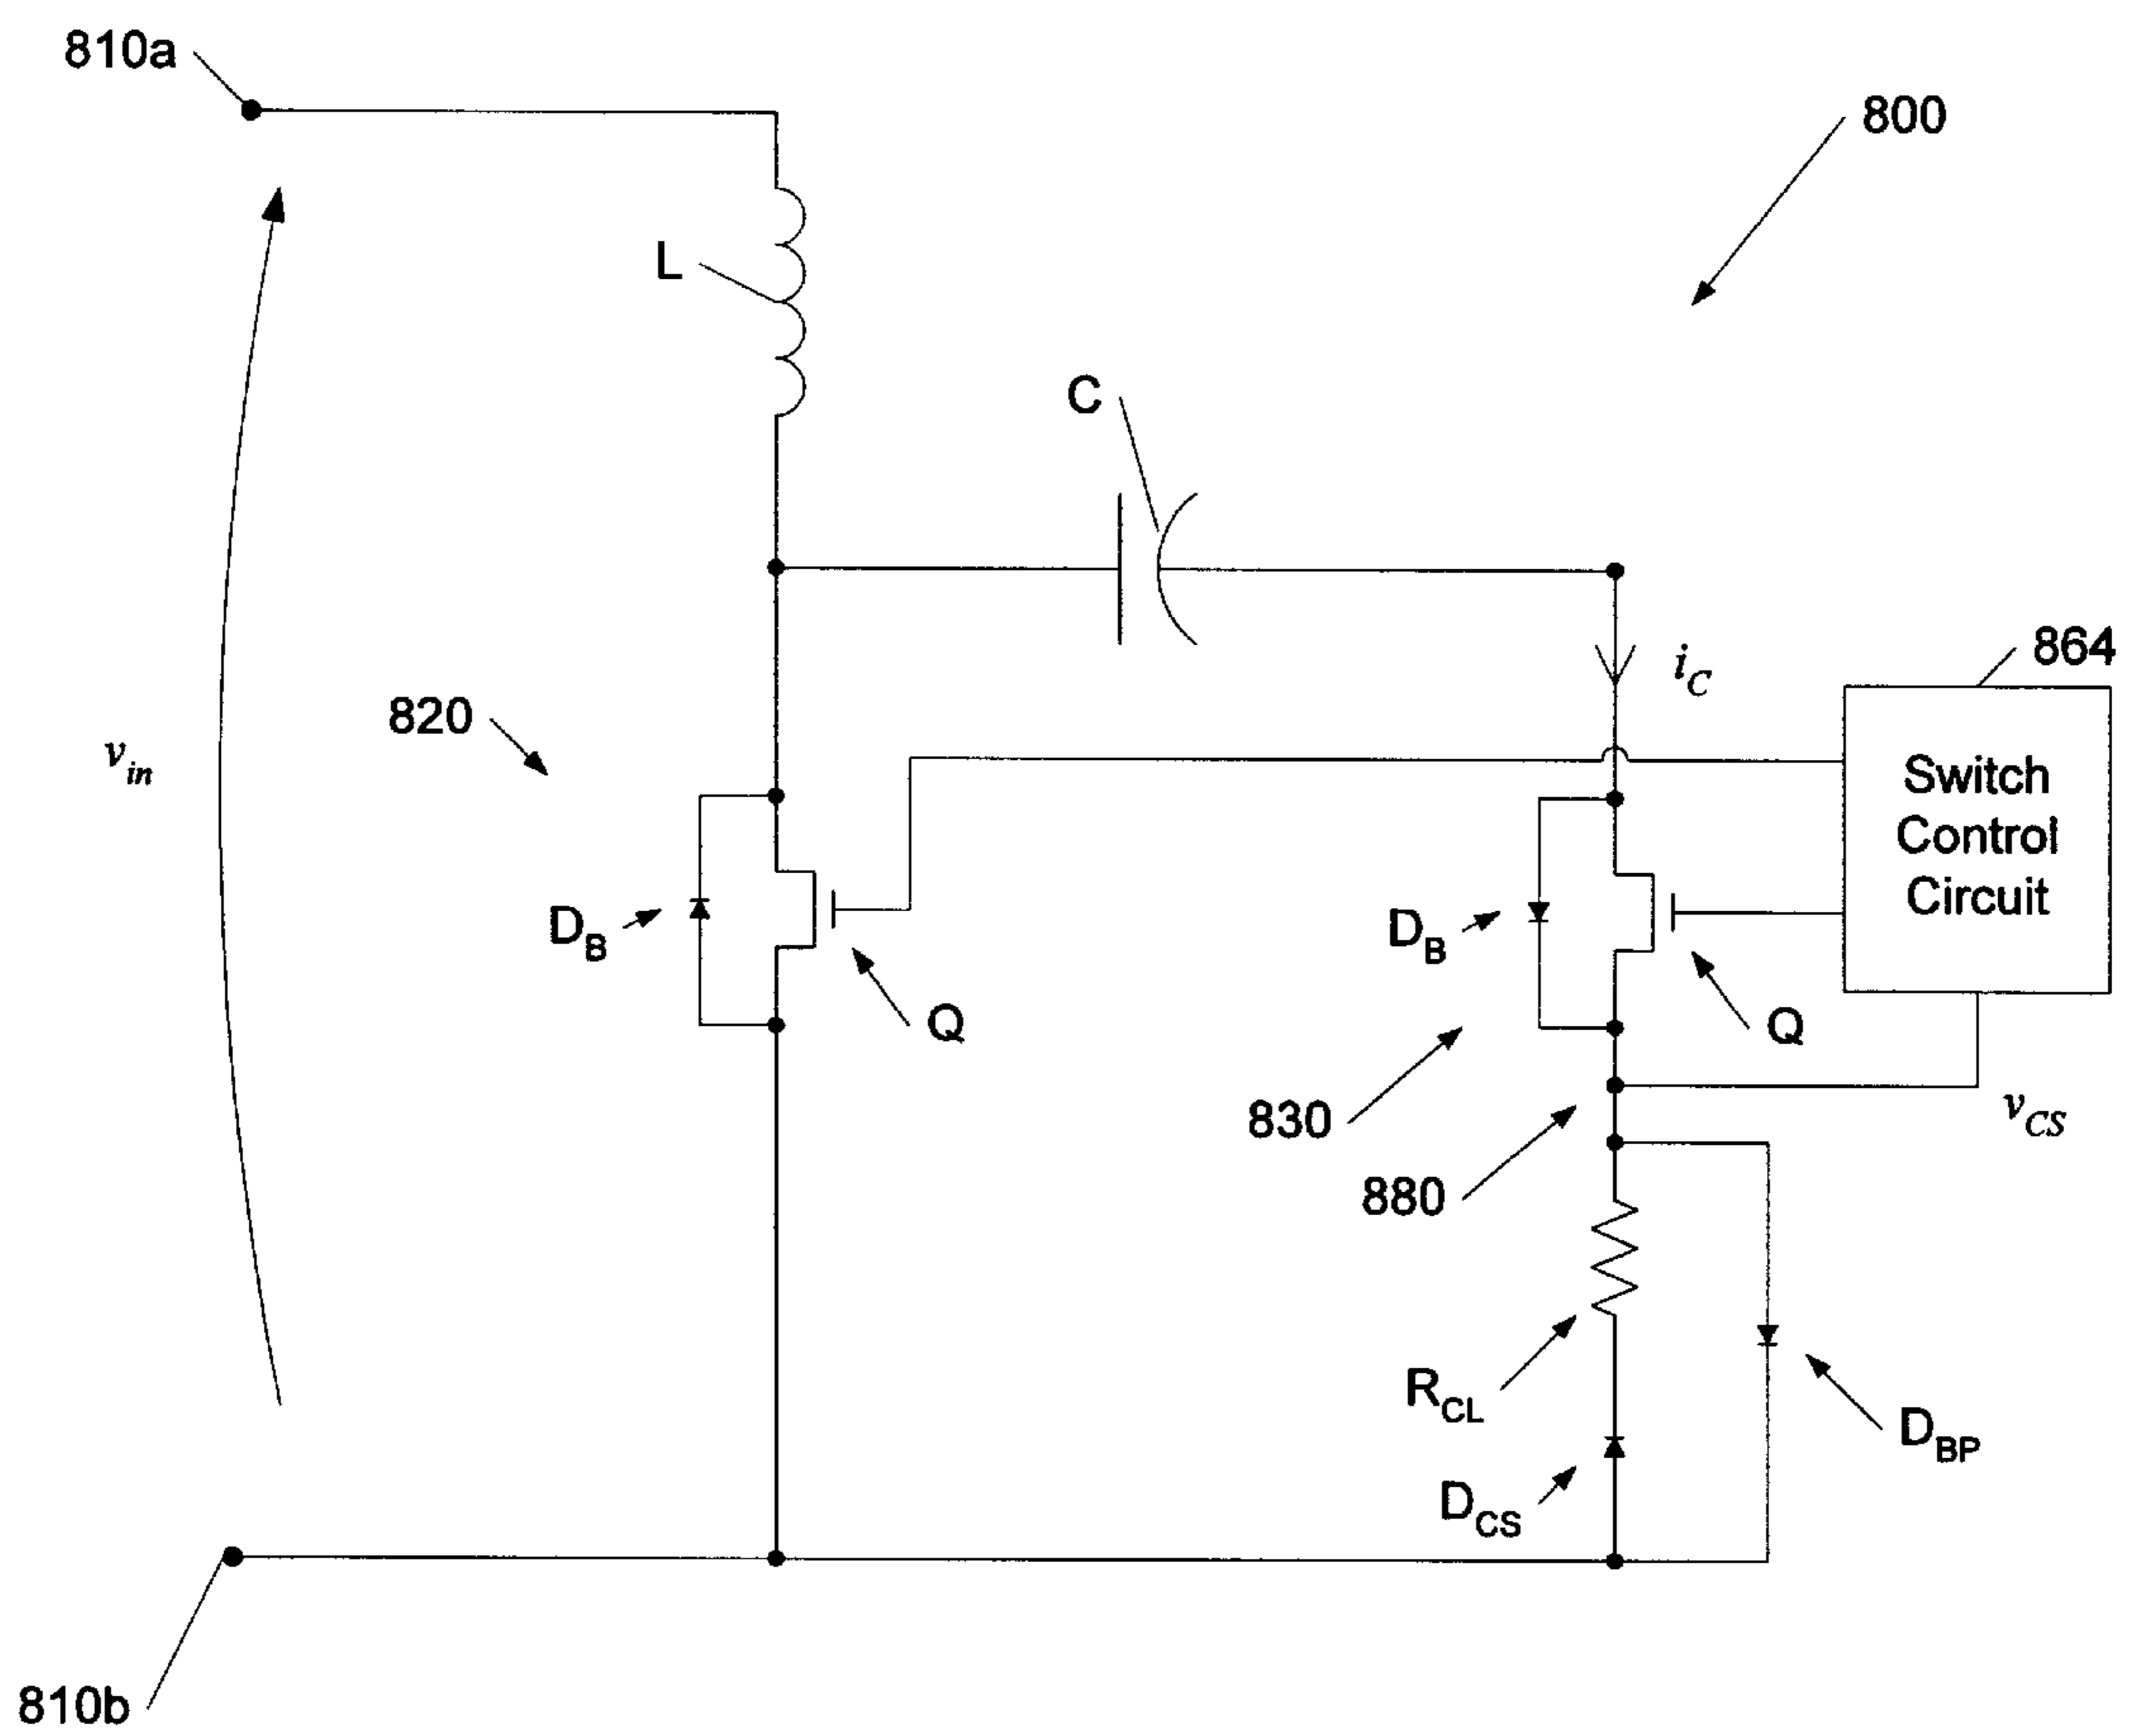 810a
800
L
C
i_C
864
820
v_in
Switch
Control
Circuit
D_B
Q
D_B
Q
830
v_CS
880
R_CL
D_BP
D_CS
810b